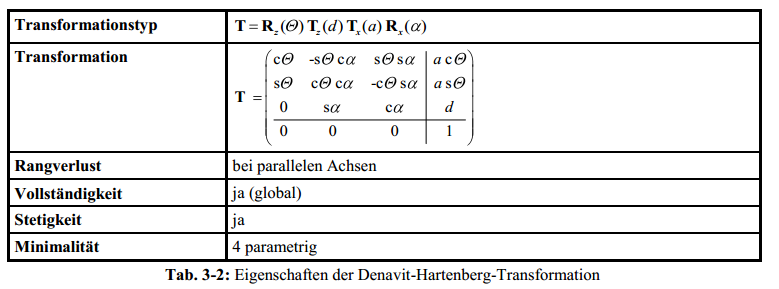 Transformationstyp T = R_z(Θ) T_z(d) T_x(a) R_x(α)
Transformation T =
cΘ -sΘ cα sΘ sα a cΘ
sΘ cΘ cα -cΘ sα a sΘ
0 sα cα d
0 0 0 1
Rangverlust bei parallelen Achsen
Vollständigkeit ja (global)
Stetigkeit ja
Minimalität 4 parametrig
Tab. 3-2: Eigenschaften der Denavit-Hartenberg-Transformation